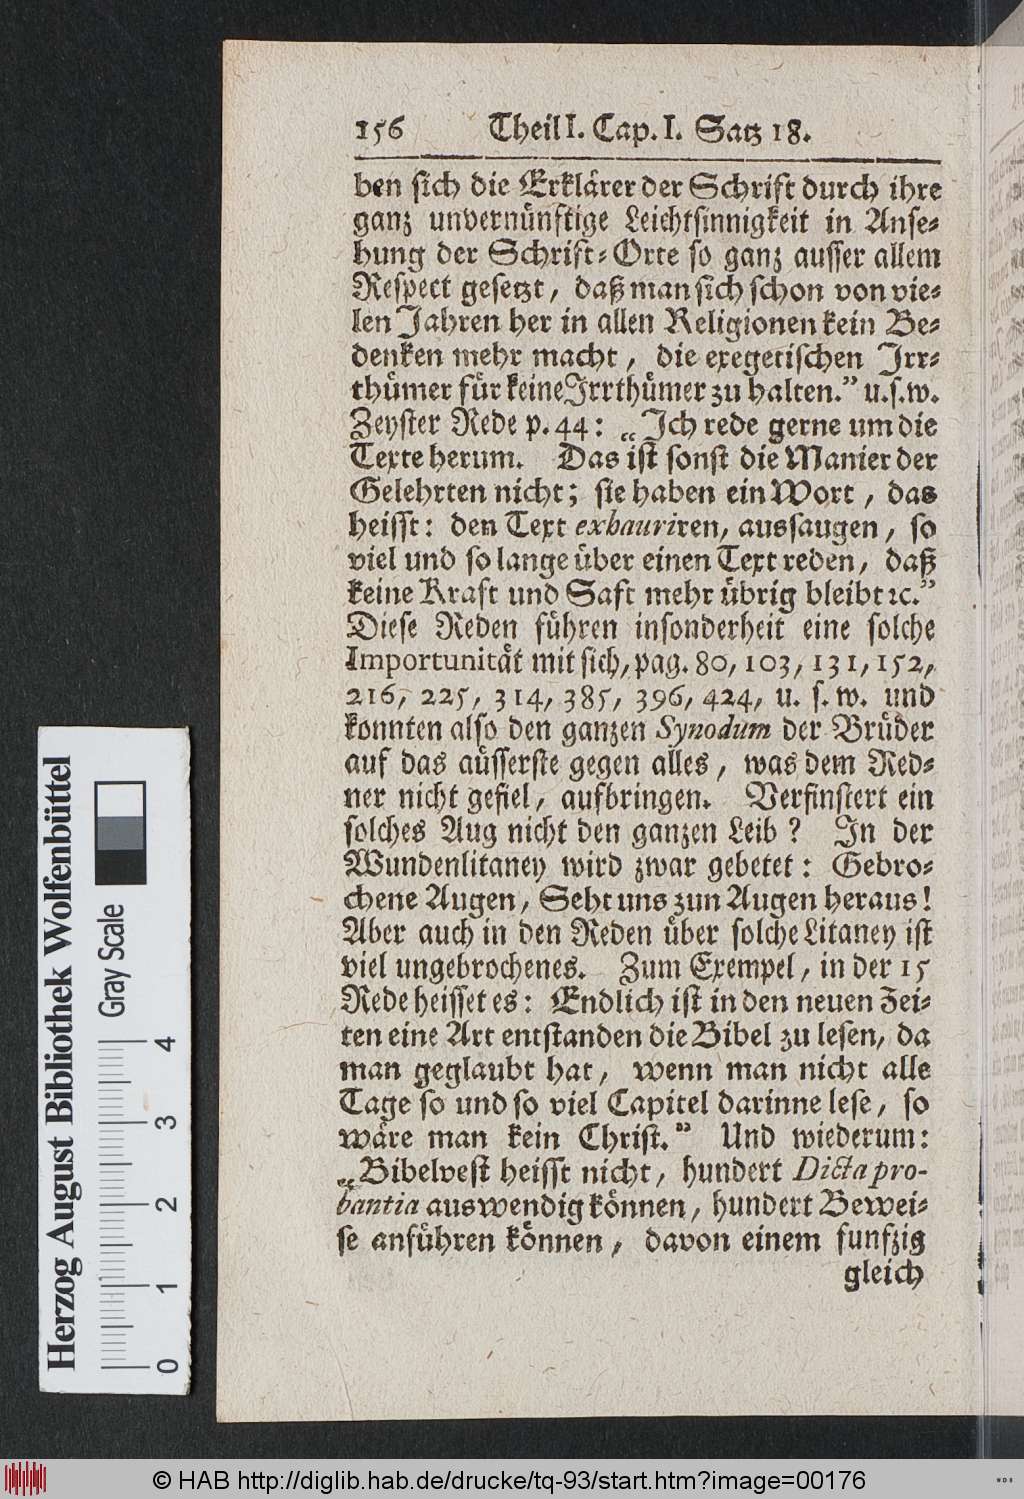 156 Theil I. Cap. I. Satz 18.
ben sich die Erklärer der Schrift durch ihre
ganz unvernünftige Leichtsinnigkeit in Anse-
hung der Schrift-Orte so ganz ausser allem
Respect gesetzt, daß man sich schon von vie-
len Jahren her in allen Religionen kein Be-
denken mehr macht, die exegetischen Irr-
thümer für keine Irrthümer zu halten.” u.s.w.
Zeyster Rede p. 44: „Ich rede gerne um die
Texte herum. Das ist sonst die Manier der
Gelehrten nicht; sie haben ein Wort, das
heisst: den Text exhauriren, aussaugen, so
viel und so lange über einen Text reden, daß
keine Kraft und Saft mehr übrig bleibt ꝛc.”
Diese Reden führen insonderheit eine solche
Importunität mit sich, pag. 80, 103, 131, 152,
216, 225, 314, 385, 396, 424, u. s. w. und
konnten also den ganzen Synodum der Brüder
auf das äusserste gegen alles, was dem Red-
ner nicht gefiel, aufbringen. Verfinstert ein
solches Aug nicht den ganzen Leib? In der
Wundenlitaney wird zwar gebetet: Gebro-
chene Augen, Seht uns zun Augen heraus!
Aber auch in den Reden über solche Litaney ist
viel ungebrochenes. Zum Exempel, in der 15
Rede heisset es: Endlich ist in den neuen Zei-
ten eine Art entstanden die Bibel zu lesen, da
man geglaubt hat, wenn man nicht alle
Tage so und so viel Capitel darinne lese, so
wäre man kein Christ.” Und wiederum:
„Bibelvest heisst nicht, hundert Dicta pro-
bantia auswendig können, hundert Bewei-
se anführen können, davon einem funfzig
gleich
Herzog August Bibliothek Wolfenbüttel
Gray Scale
0 1 2 3 4
© HAB http://diglib.hab.de/drucke/tq-93/start.htm?image=00176